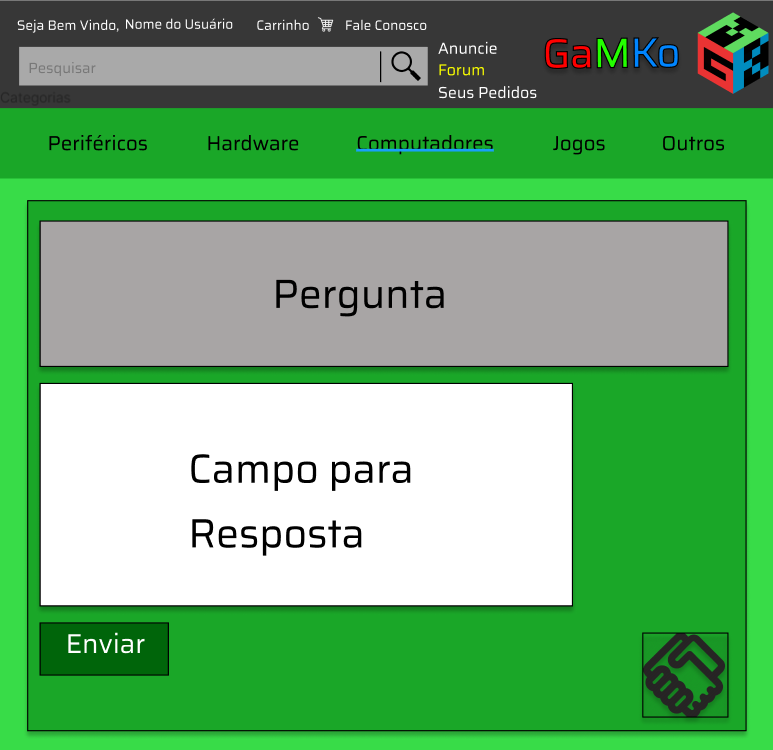 Seja Bem Vindo, Nome do Usuário Carrinho Fale Conosco
Pesquisar
Anuncie
Forum
Seus Pedidos
GaMKo
Categorias
Periféricos Hardware Computadores Jogos Outros
Pergunta
Campo para
Resposta
Enviar